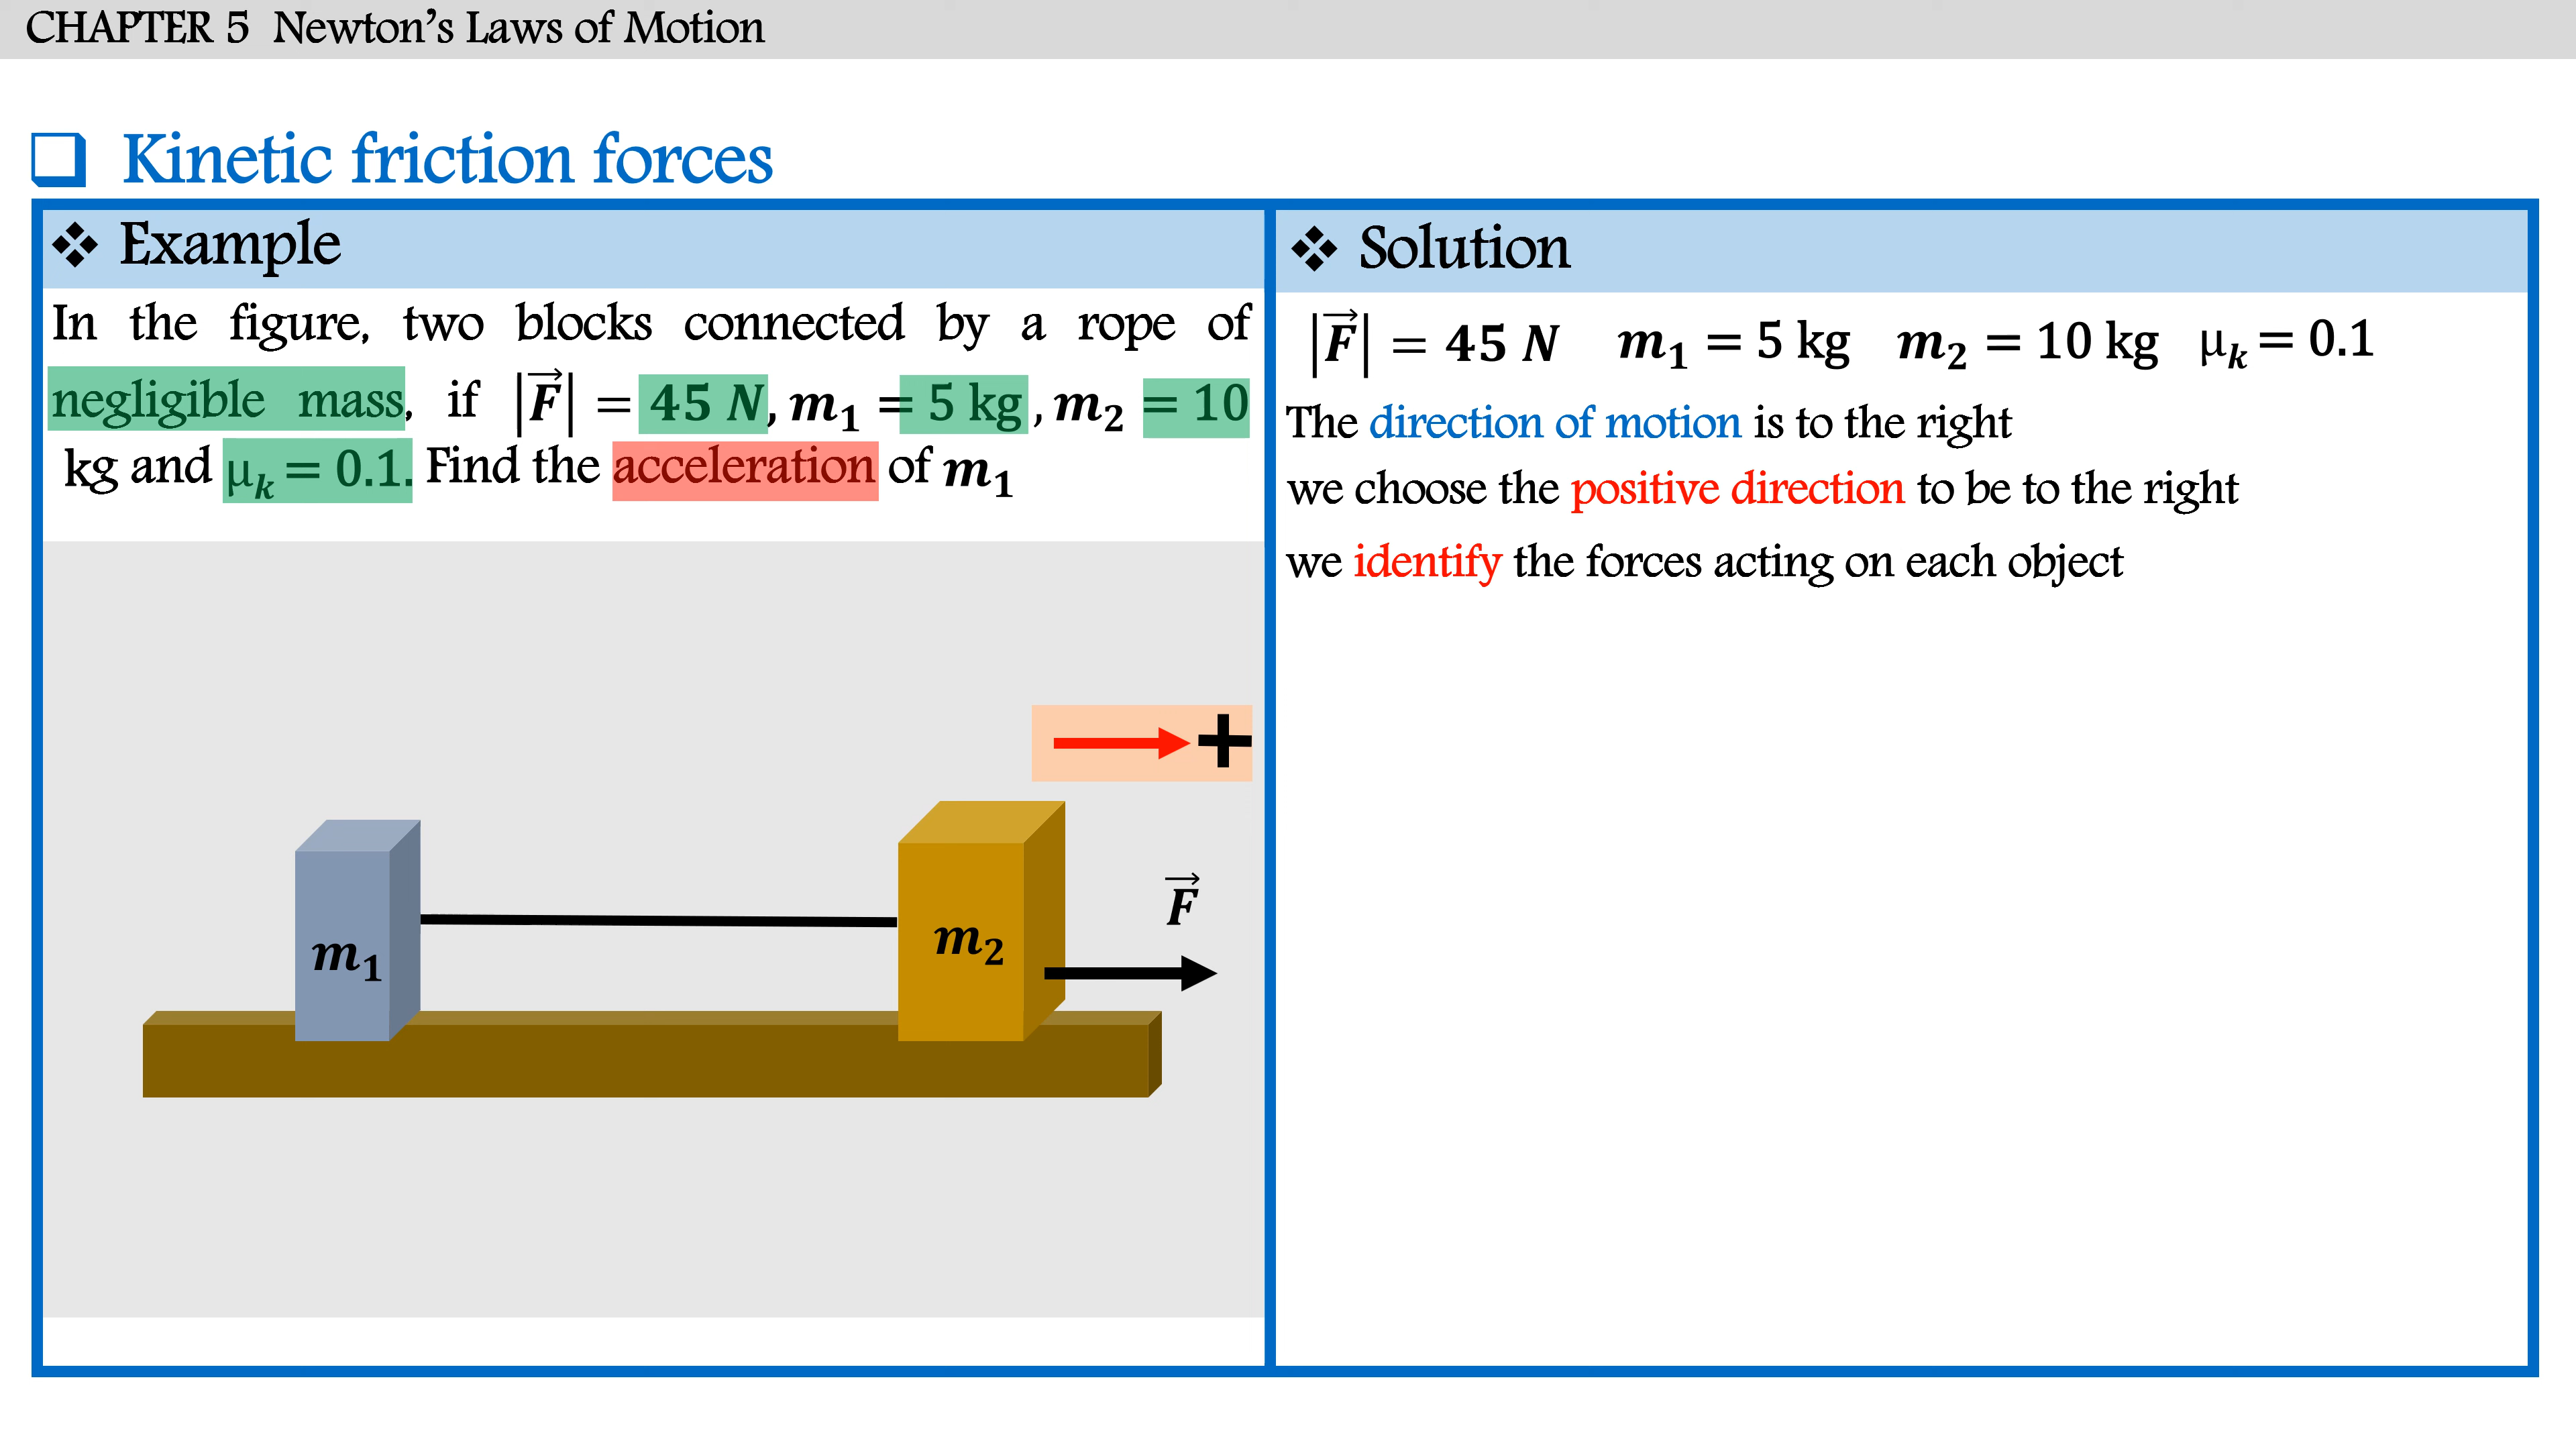 CHAPTER 5 Newton's Laws of Motion
❑ Kinetic friction forces
❖ Example
In the figure, two blocks connected by a rope of
negligible mass, if |F⃗| = 45 N, m₁ = 5 kg , m₂ = 10
kg and μₖ = 0.1. Find the acceleration of m₁
+
F⃗
m₁
m₂
❖ Solution
|F⃗| = 45 N m₁ = 5 kg m₂ = 10 kg μₖ = 0.1
The direction of motion is to the right
we choose the positive direction to be to the right
we identify the forces acting on each object